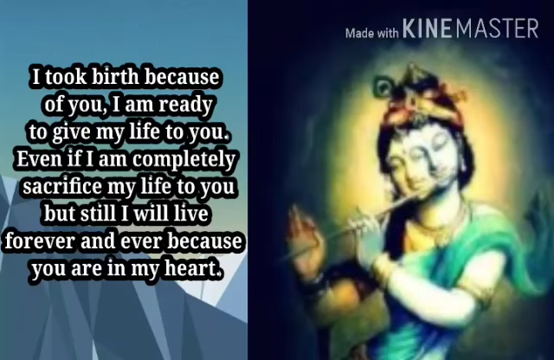 I took birth because
of you, I am ready
to give my life to you.
Even if I am completely
sacrifice my life to you
but still I will live
forever and ever because
you are in my heart.
Made with KINEMASTER